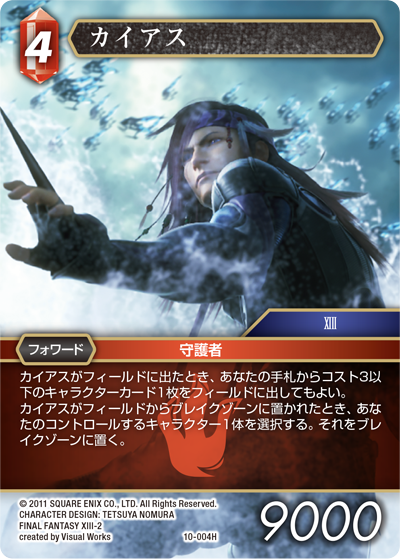 4
カイアス
XIII
フォワード
守護者
カイアスがフィールドに出たとき、あなたの手札からコスト3以
下のキャラクターカード1枚をフィールドに出してもよい。
カイアスがフィールドからブレイクゾーンに置かれたとき、あな
たのコントロールするキャラクター1体を選択する。それをブレ
イクゾーンに置く。
© 2011 SQUARE ENIX CO., LTD. All Rights Reserved.
CHARACTER DESIGN: TETSUYA NOMURA
FINAL FANTASY XIII-2
created by Visual Works
10-004H
9000